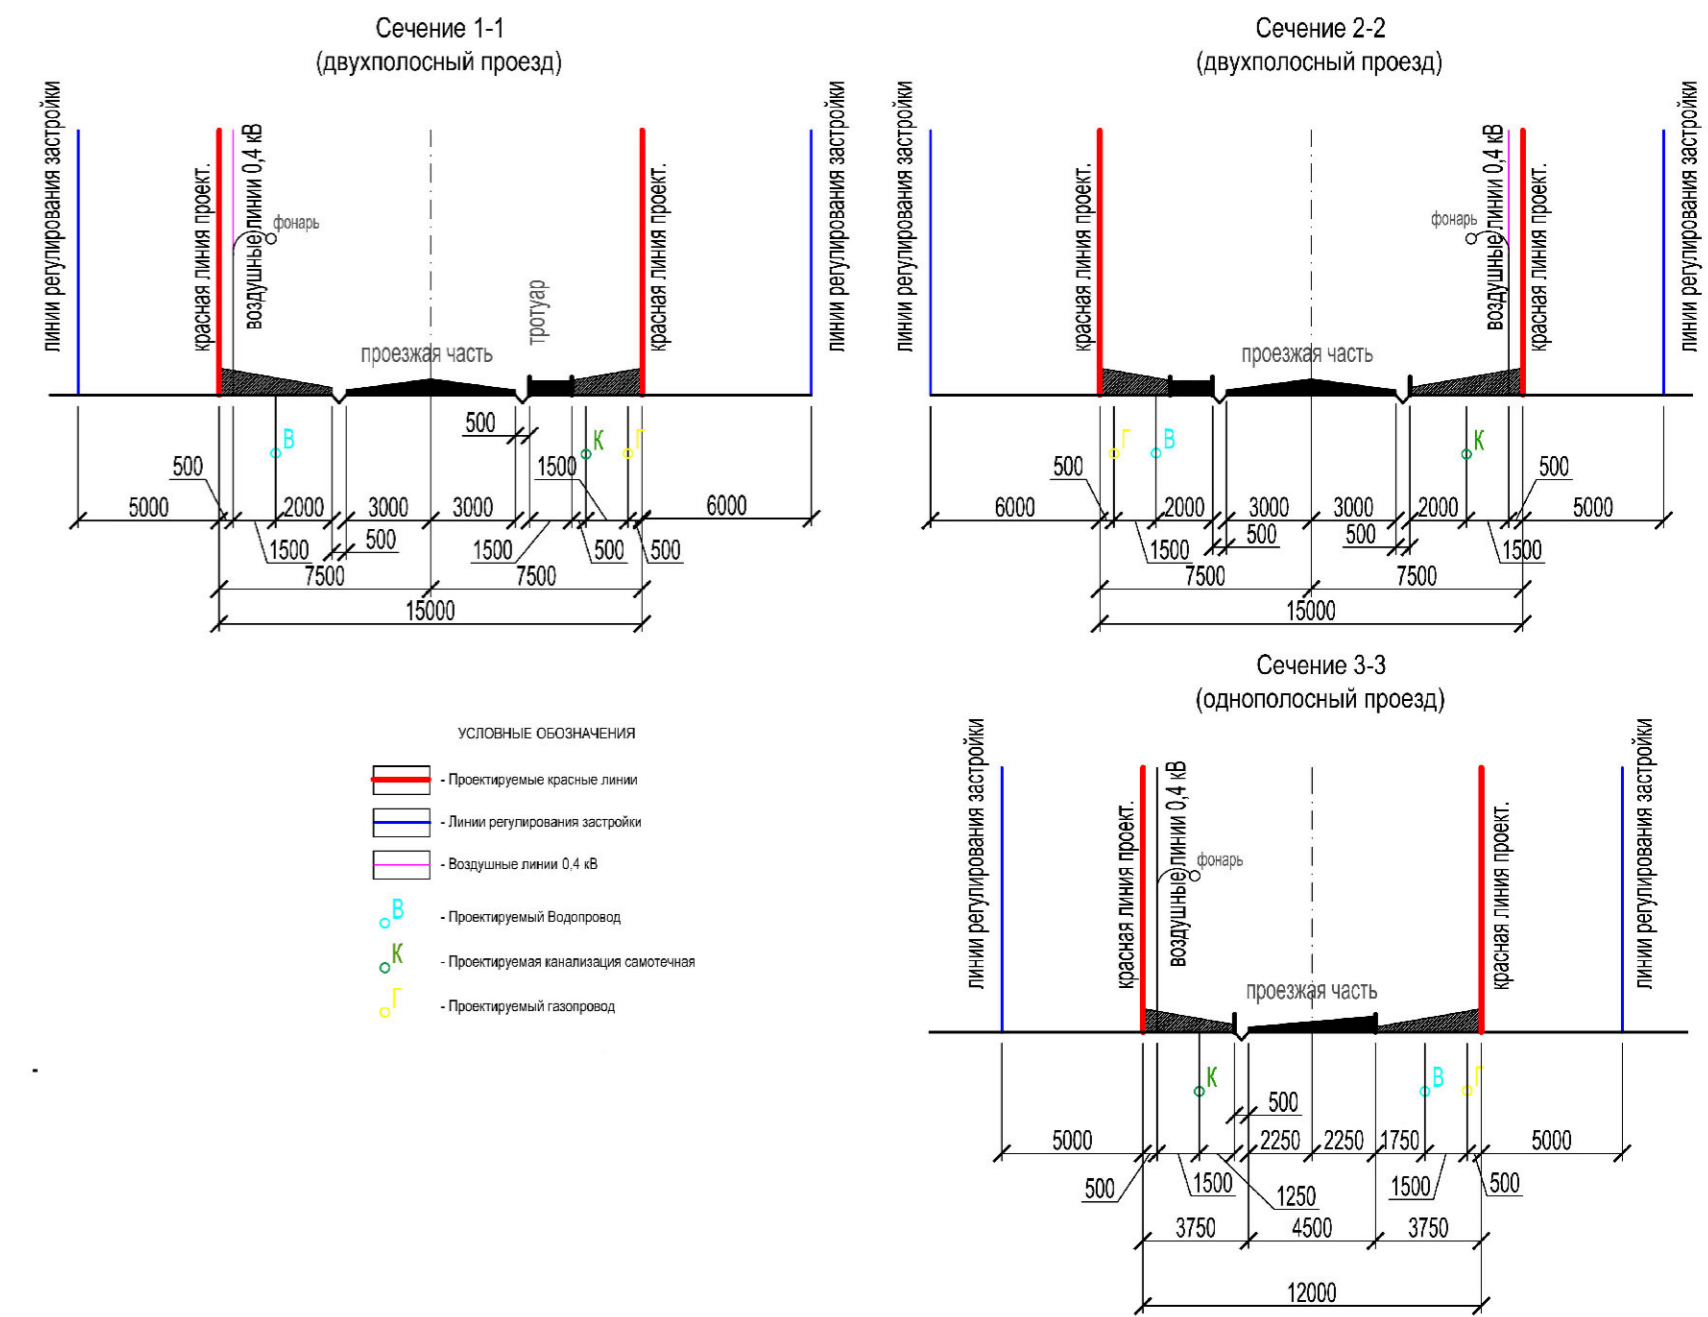 Сечение 1-1
(двухполосный проезд)
линии регулирования застройки
красная линия проект.
воздушные линии 0,4 кВ
фонарь
проезжая часть
тротуар
красная линия проект.
линии регулирования застройки
В
500
К
Г
500
1500
5000
2000
3000
3000
6000
1500
500
1500
500
500
7500
7500
15000
Сечение 2-2
(двухполосный проезд)
линии регулирования застройки
красная линия проект.
проезжая часть
фонарь
воздушные линии 0,4 кВ
красная линия проект.
линии регулирования застройки
Г
В
К
500
500
6000
2000
3000
3000
2000
5000
1500
500
500
1500
7500
7500
15000
Сечение 3-3
(однополосный проезд)
линии регулирования застройки
красная линия проект.
воздушные линии 0,4 кВ
фонарь
проезжая часть
красная линия проект.
линии регулирования застройки
К
В
Г
500
5000
2250
2250
1750
5000
500
1500
1250
1500
500
3750
4500
3750
12000
УСЛОВНЫЕ ОБОЗНАЧЕНИЯ
- Проектируемые красные линии
- Линии регулирования застройки
- Воздушные линии 0,4 кВ
В - Проектируемый Водопровод
К - Проектируемая канализация самотечная
Г - Проектируемый газопровод